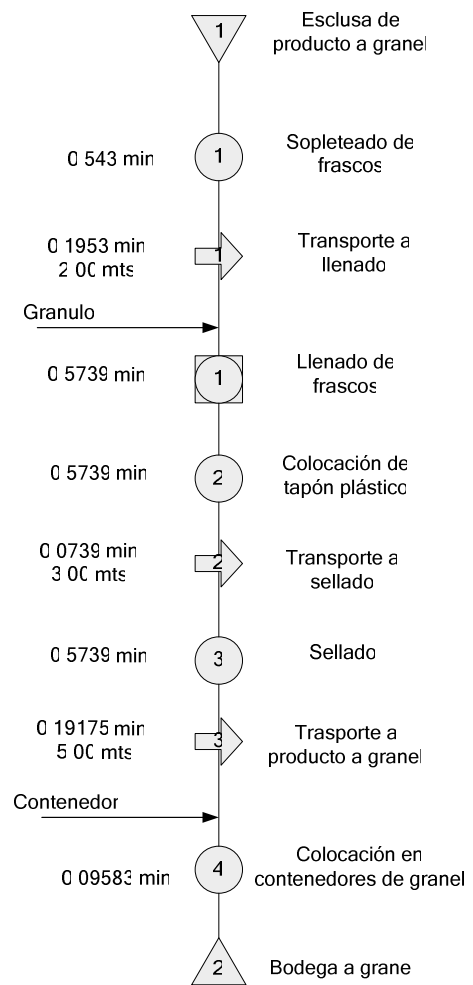 1
Esclusa de
producto a granel
0 543 min
1
Sopleteado de
frascos
0 1953 min
2 00 mts
1
Transporte a
llenado
Granulo
0 5739 min
1
Llenado de
frascos
0 5739 min
2
Colocación de
tapón plástico
0 0739 min
3 00 mts
2
Transporte a
sellado
0 5739 min
3
Sellado
0 19175 min
5 00 mts
3
Trasporte a
producto a granel
Contenedor
0 09583 min
4
Colocación en
contenedores de granel
2
Bodega a grane